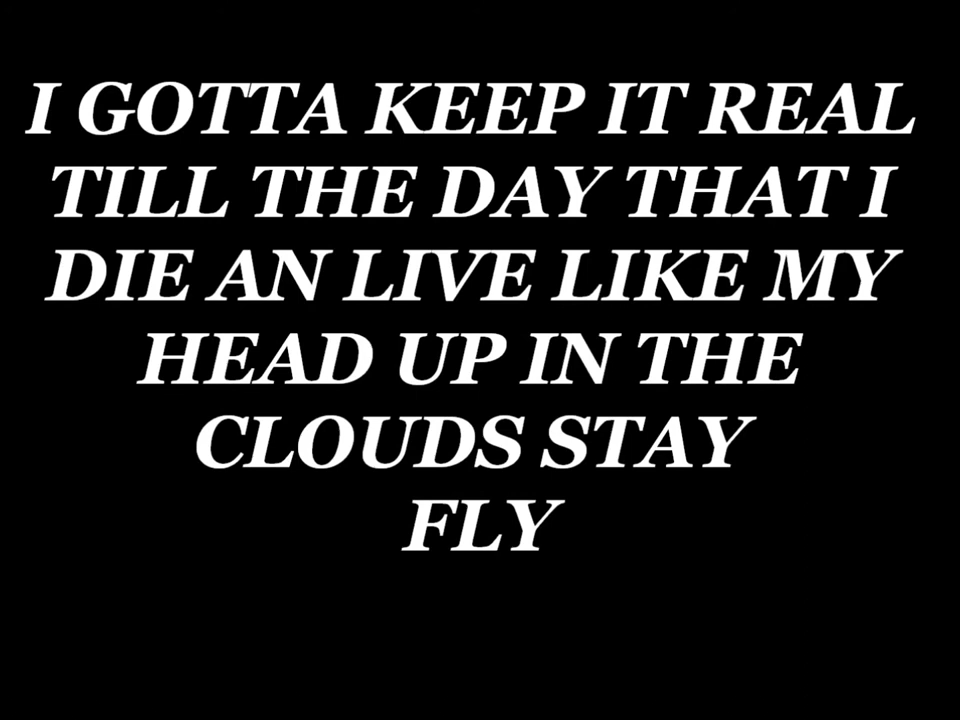 I GOTTA KEEP IT REAL
TILL THE DAY THAT I
DIE AN LIVE LIKE MY
HEAD UP IN THE
CLOUDS STAY
FLY